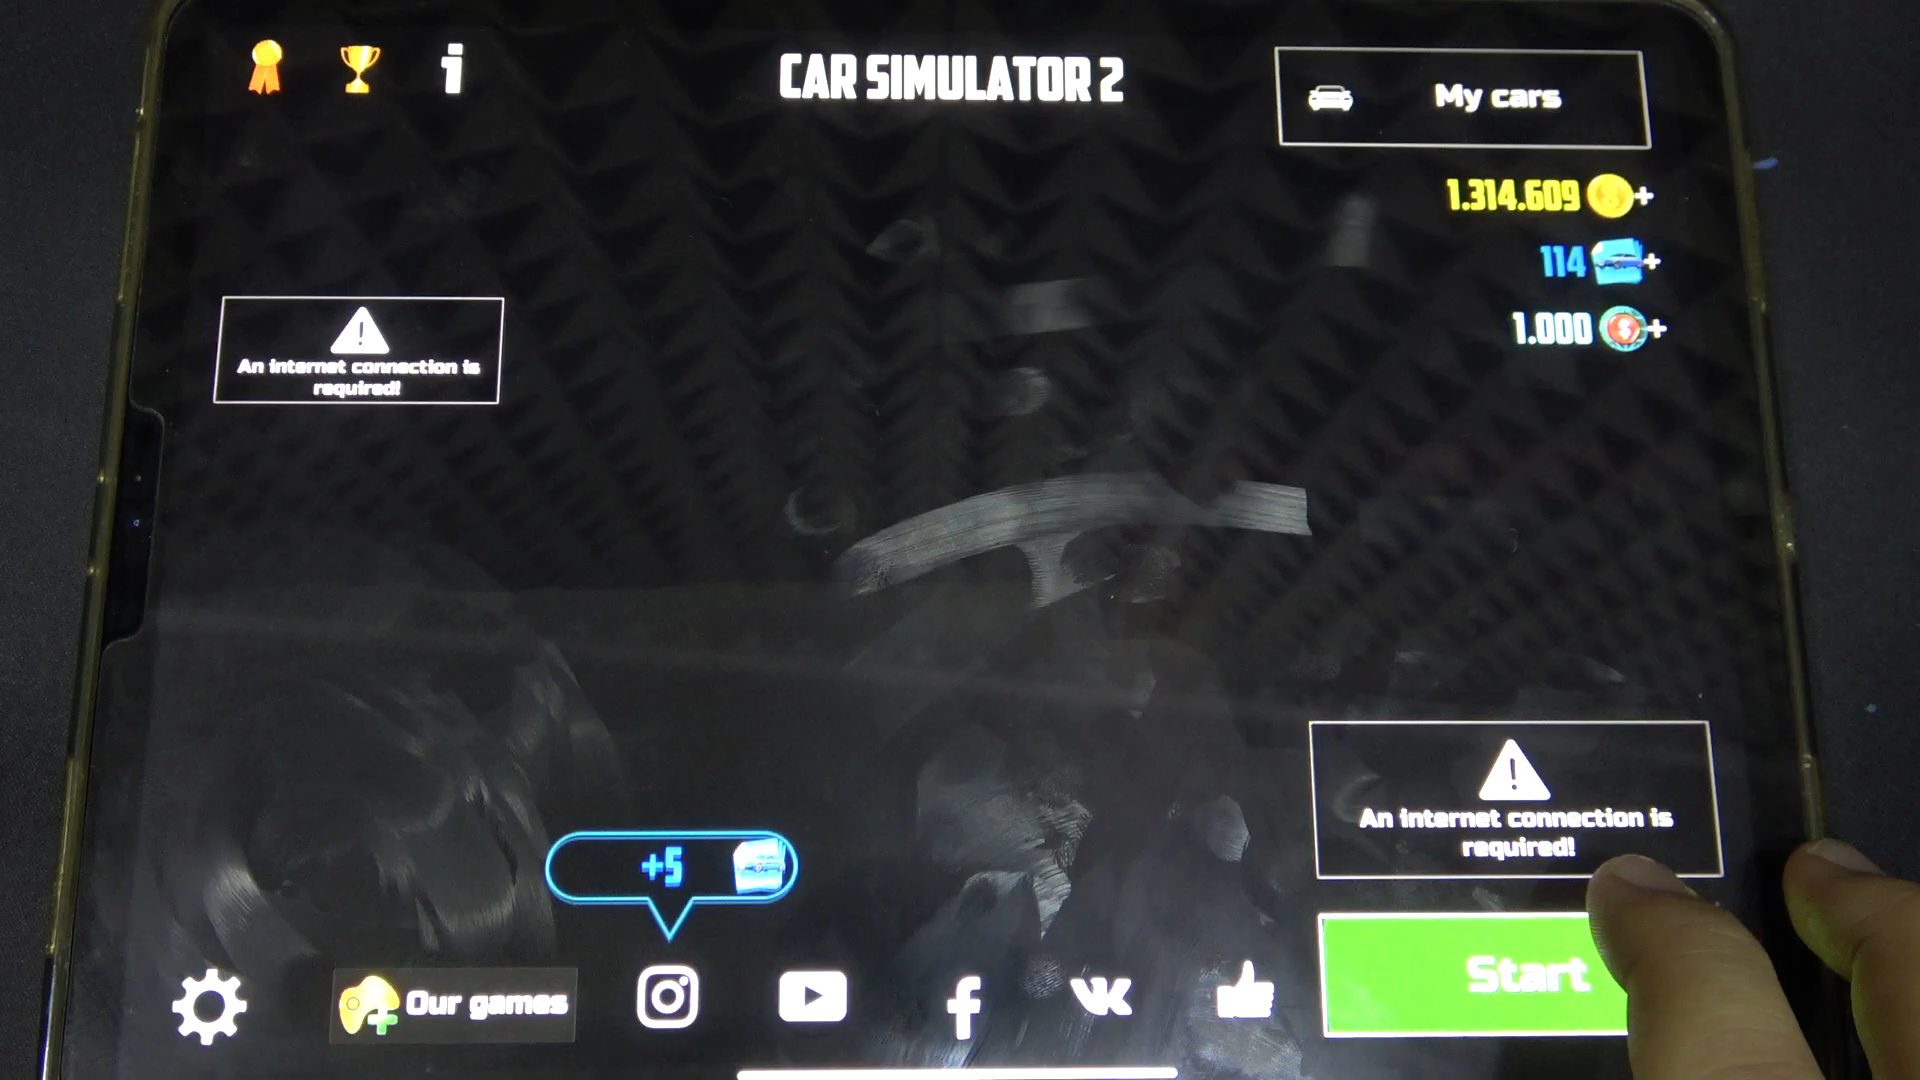 CAR SIMULATOR 2
My cars
1.314.609
114
1.000
An internet connection is
required!
An internet connection is
required!
+5
Our games
Start